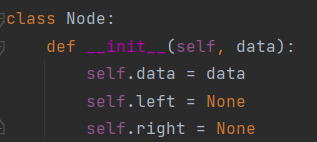 class Node:
    def __init__(self, data):
        self.data = data
        self.left = None
        self.right = None